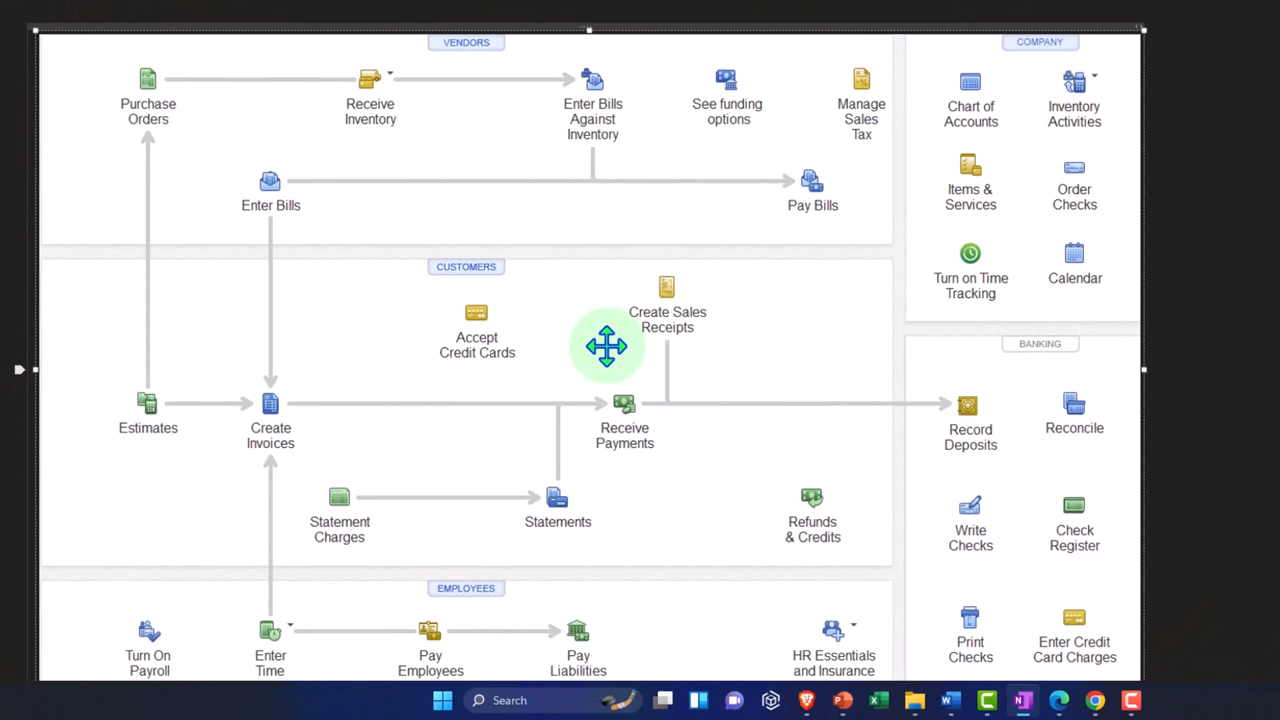 VENDORS
COMPANY
Purchase
Orders
Receive
Inventory
Enter Bills
Against
Inventory
See funding
options
Manage
Sales
Tax
Chart of
Accounts
Inventory
Activities
Enter Bills
Pay Bills
Items &
Services
Order
Checks
Turn on Time
Tracking
Calendar
CUSTOMERS
Accept
Credit Cards
Create Sales
Receipts
BANKING
Estimates
Create
Invoices
Receive
Payments
Record
Deposits
Reconcile
Statement
Charges
Statements
Refunds
& Credits
Write
Checks
Check
Register
EMPLOYEES
Turn On
Payroll
Enter
Time
Pay
Employees
Pay
Liabilities
HR Essentials
and Insurance
Print
Checks
Enter Credit
Card Charges
Search